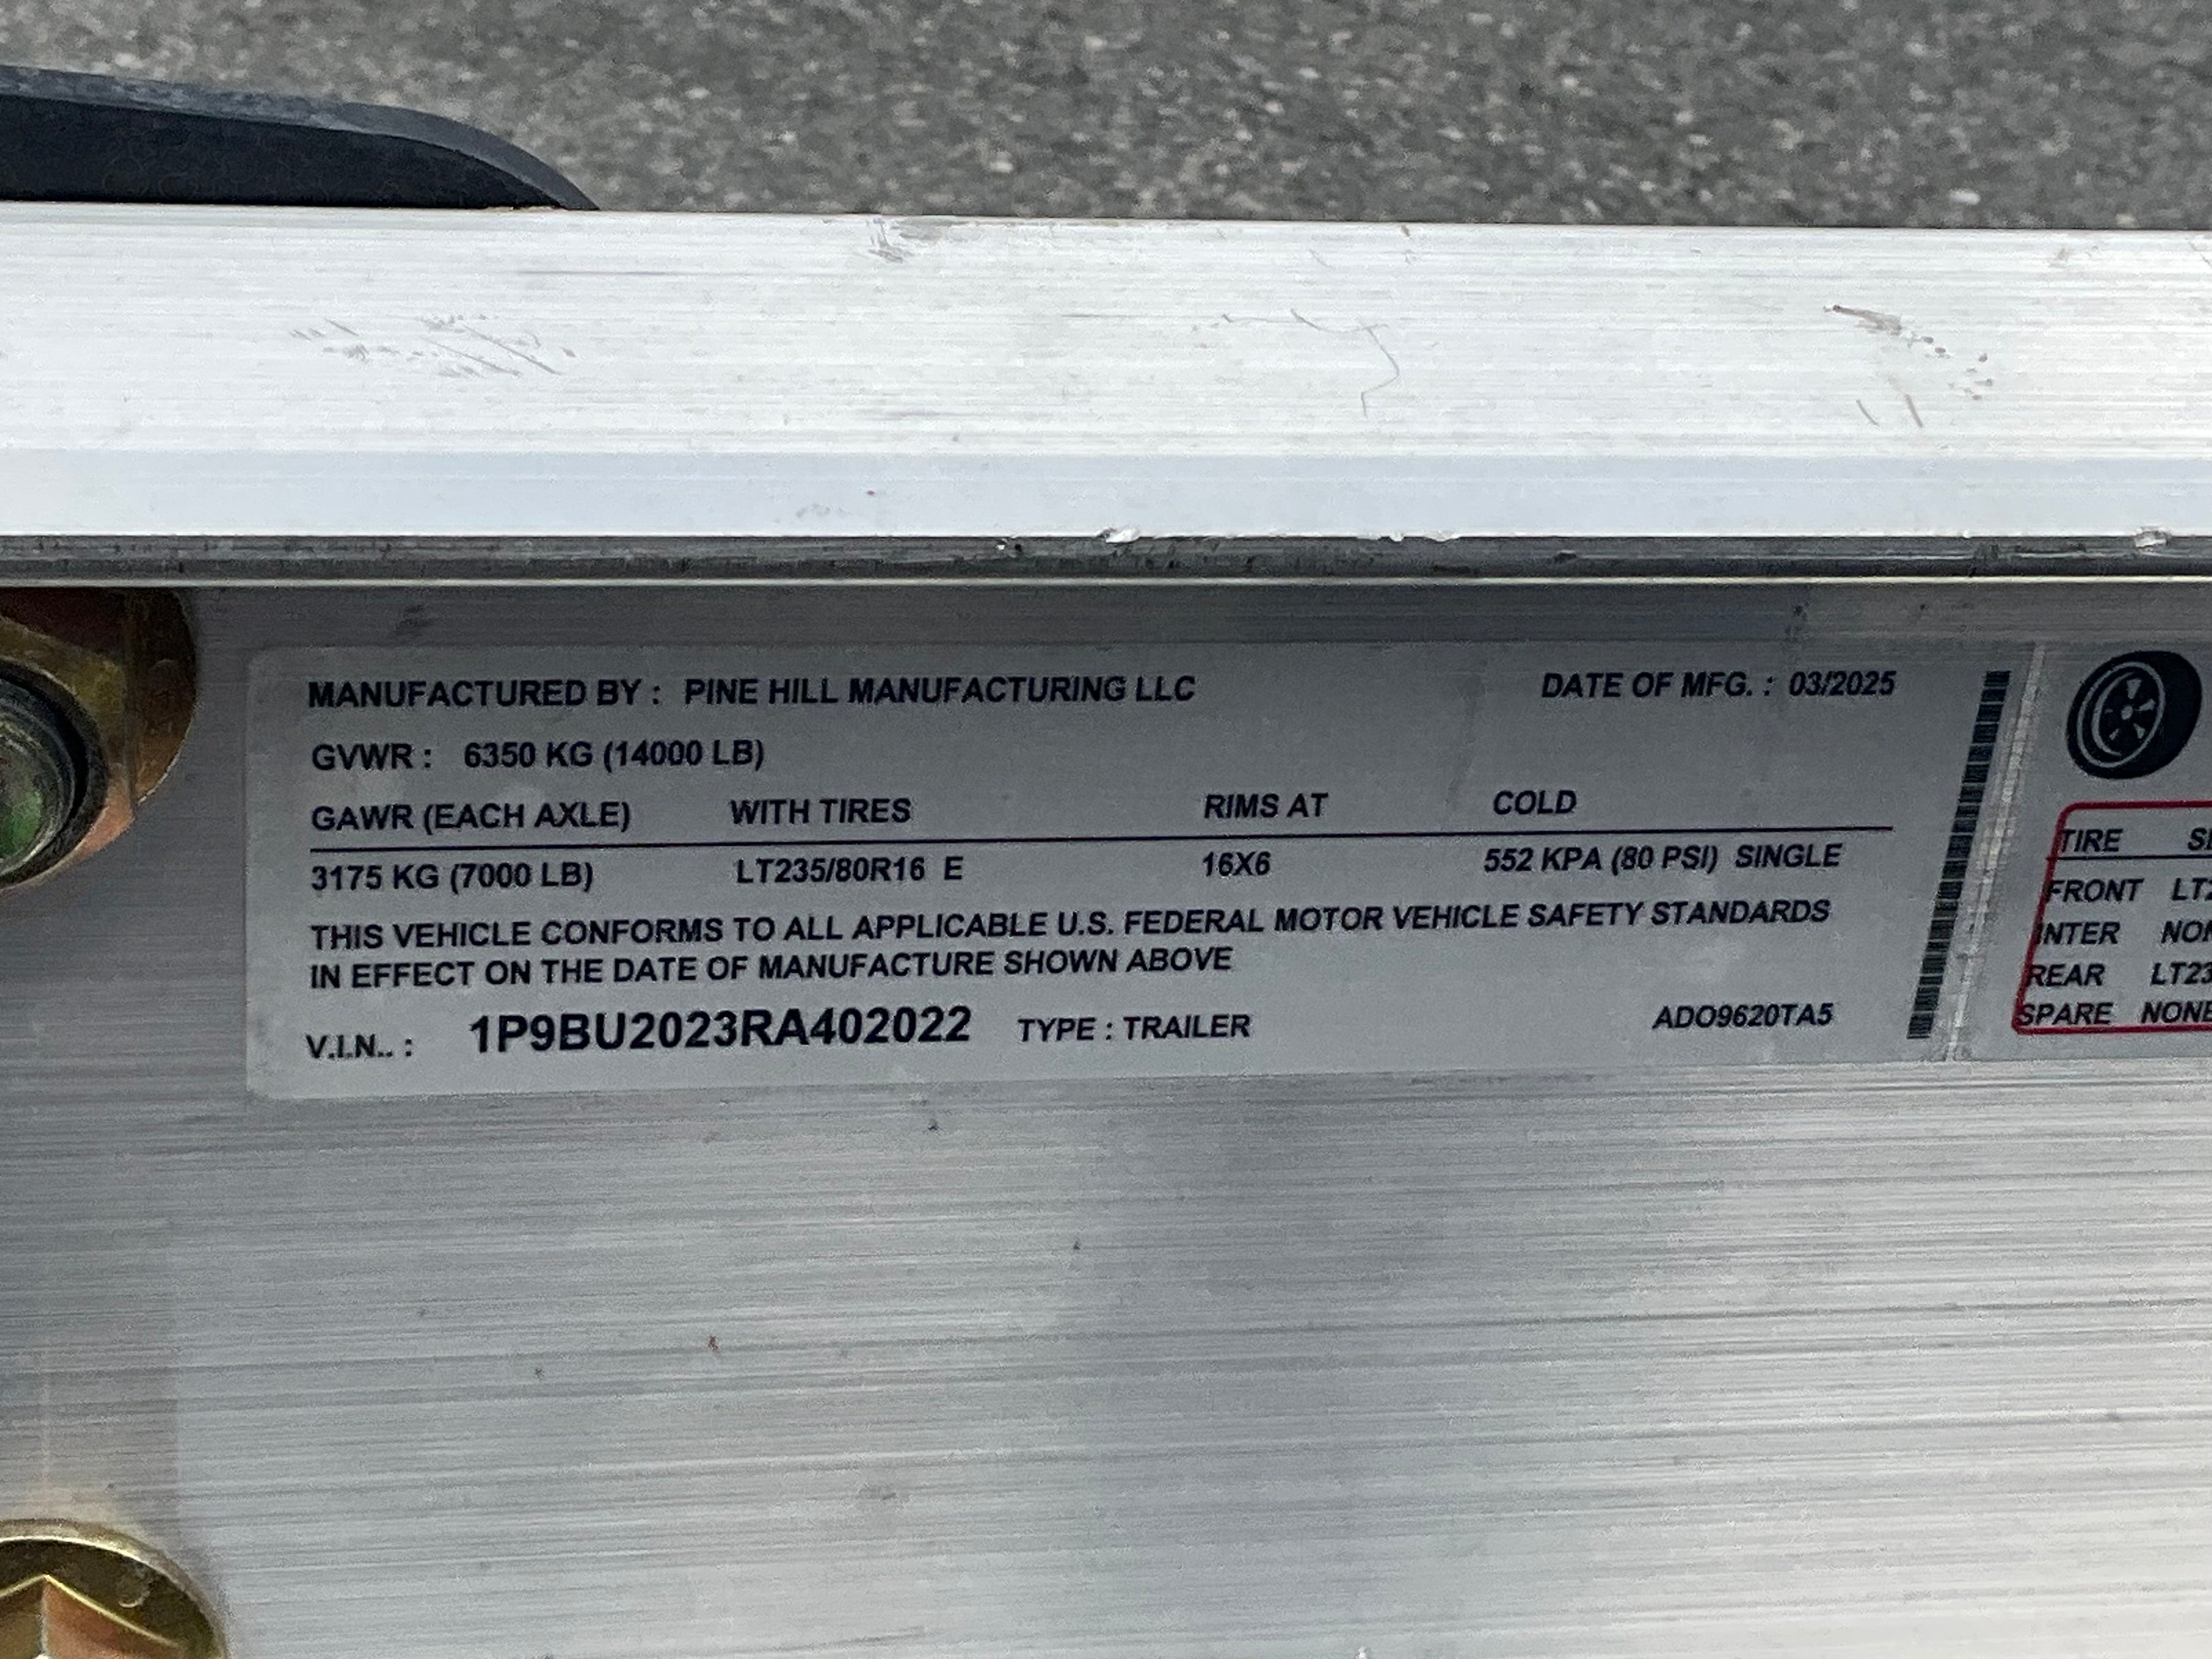 MANUFACTURED BY : PINE HILL MANUFACTURING LLC DATE OF MFG. : 03/2025
GVWR : 6350 KG (14000 LB)
GAWR (EACH AXLE) WITH TIRES RIMS AT COLD
3175 KG (7000 LB) LT235/80R16 E 16X6 552 KPA (80 PSI) SINGLE
THIS VEHICLE CONFORMS TO ALL APPLICABLE U.S. FEDERAL MOTOR VEHICLE SAFETY STANDARDS
IN EFFECT ON THE DATE OF MANUFACTURE SHOWN ABOVE
V.I.N.. : 1P9BU2023RA402022 TYPE : TRAILER ADO9620TA5
TIRE
FRONT
INTER
REAR
SPARE